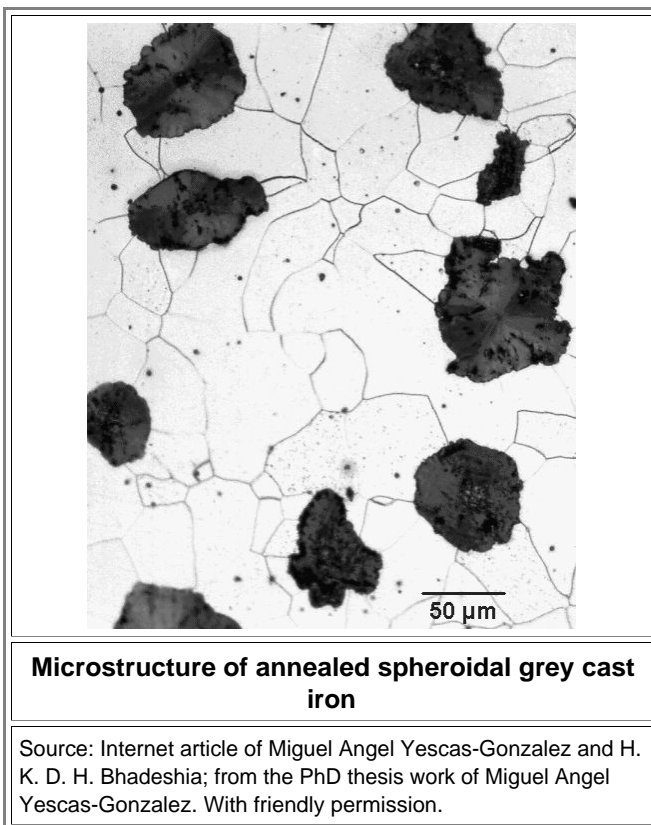 50 µm
Microstructure of annealed spheroidal grey cast
iron
Source: Internet article of Miguel Angel Yescas-Gonzalez and H.
K. D. H. Bhadeshia; from the PhD thesis work of Miguel Angel
Yescas-Gonzalez. With friendly permission.